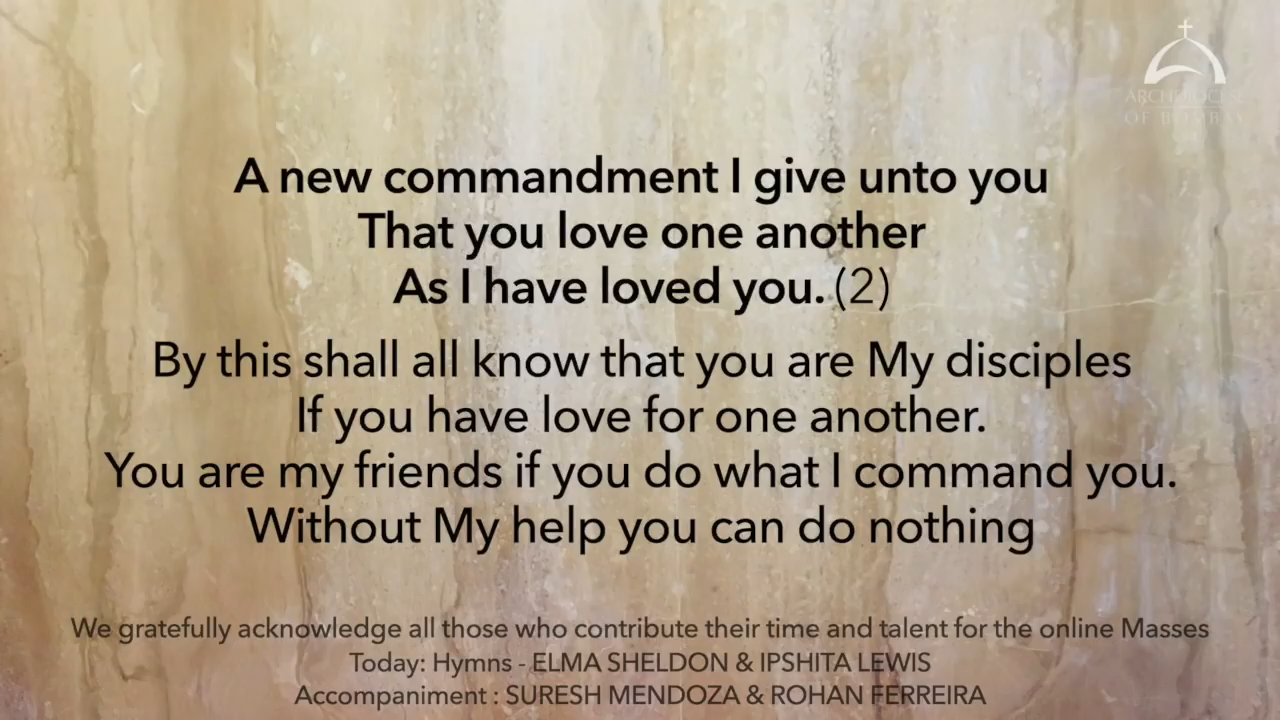 ARCHDIOCESE
OF BOMBAY
A new commandment I give unto you
That you love one another
As I have loved you. (2)
By this shall all know that you are My disciples
If you have love for one another.
You are my friends if you do what I command you.
Without My help you can do nothing
We gratefully acknowledge all those who contribute their time and talent for the online Masses
Today: Hymns - ELMA SHELDON & IPSHITA LEWIS
Accompaniment : SURESH MENDOZA & ROHAN FERREIRA